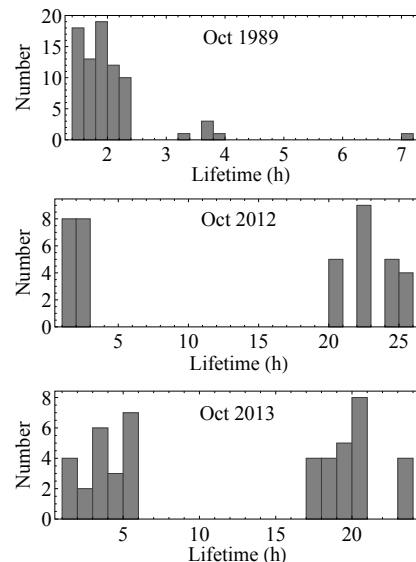 Oct 1989
Number
20
15
10
5
0
2 3 4 5 6 7
Lifetime (h)
Oct 2012
Number
8
6
4
2
0
5 10 15 20 25
Lifetime (h)
Oct 2013
Number
8
6
4
2
0
5 10 15 20
Lifetime (h)